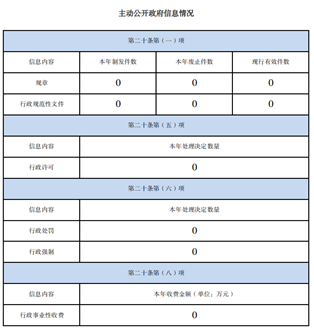 主动公开政府信息情况
第二十条第（一）项
信息内容 本年制发件数 本年废止件数 现行有效件数
规章 0 0 0
行政规范性文件 0 0 0
第二十条第（五）项
信息内容 本年处理决定数量
行政许可 0
第二十条第（六）项
信息内容 本年处理决定数量
行政处罚 0
行政强制 0
第二十条第（八）项
信息内容 本年收费金额（单位：万元）
行政事业性收费 0